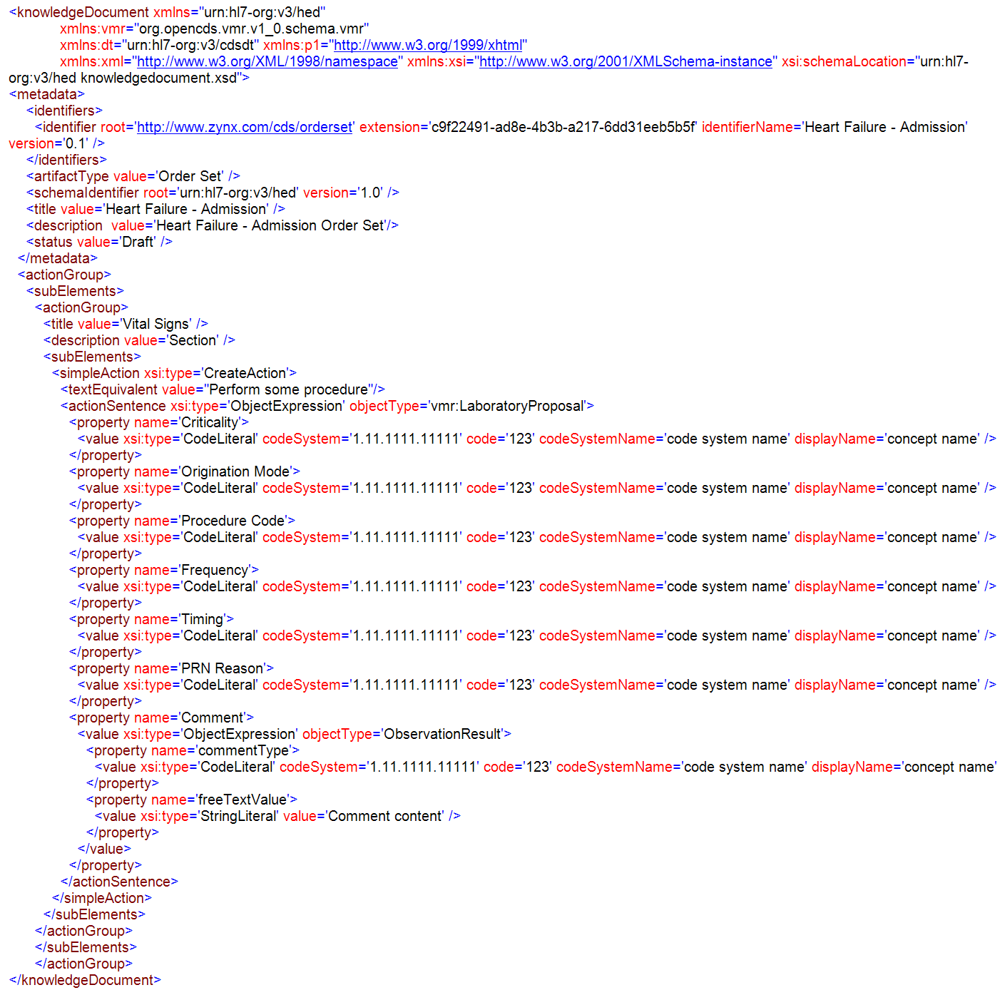 <knowledgeDocument xmlns="urn:hl7-org:v3/hed"
xmlns:vmr="org.opencds.vmr.v1_0.schema.vmr"
xmlns:dt="urn:hl7-org:v3/cdsdt" xmlns:p1="http://www.w3.org/1999/xhtml"
xmlns:xml="http://www.w3.org/XML/1998/namespace" xmlns:xsi="http://www.w3.org/2001/XMLSchema-instance" xsi:schemaLocation="urn:hl7-
org:v3/hed knowledgedocument.xsd">
<metadata>
<identifiers>
<identifier root='http://www.zynx.com/cds/orderset' extension='c9f22491-ad8e-4b3b-a217-6dd31eeb5b5f' identifierName='Heart Failure - Admission'
version='0.1' />
</identifiers>
<artifactType value='Order Set' />
<schemaIdentifier root='urn:hl7-org:v3/hed' version='1.0' />
<title value='Heart Failure - Admission' />
<description  value='Heart Failure - Admission Order Set'/>
<status value='Draft' />
</metadata>
<actionGroup>
<subElements>
<actionGroup>
<title value='Vital Signs' />
<description value='Section' />
<subElements>
<simpleAction xsi:type='CreateAction'>
<textEquivalent value="Perform some procedure"/>
<actionSentence xsi:type='ObjectExpression' objectType='vmr:LaboratoryProposal'>
<property name='Criticality'>
<value xsi:type='CodeLiteral' codeSystem='1.11.1111.11111' code='123' codeSystemName='code system name' displayName='concept name' />
</property>
<property name='Origination Mode'>
<value xsi:type='CodeLiteral' codeSystem='1.11.1111.11111' code='123' codeSystemName='code system name' displayName='concept name' />
</property>
<property name='Procedure Code'>
<value xsi:type='CodeLiteral' codeSystem='1.11.1111.11111' code='123' codeSystemName='code system name' displayName='concept name' />
</property>
<property name='Frequency'>
<value xsi:type='CodeLiteral' codeSystem='1.11.1111.11111' code='123' codeSystemName='code system name' displayName='concept name' />
</property>
<property name='Timing'>
<value xsi:type='CodeLiteral' codeSystem='1.11.1111.11111' code='123' codeSystemName='code system name' displayName='concept name' />
</property>
<property name='PRN Reason'>
<value xsi:type='CodeLiteral' codeSystem='1.11.1111.11111' code='123' codeSystemName='code system name' displayName='concept name' />
</property>
<property name='Comment'>
<value xsi:type='ObjectExpression' objectType='ObservationResult'>
<property name='commentType'>
<value xsi:type='CodeLiteral' codeSystem='1.11.1111.11111' code='123' codeSystemName='code system name' displayName='concept name'
</property>
<property name='freeTextValue'>
<value xsi:type='StringLiteral' value='Comment content' />
</property>
</value>
</property>
</actionSentence>
</simpleAction>
</subElements>
</actionGroup>
</subElements>
</actionGroup>
</knowledgeDocument>